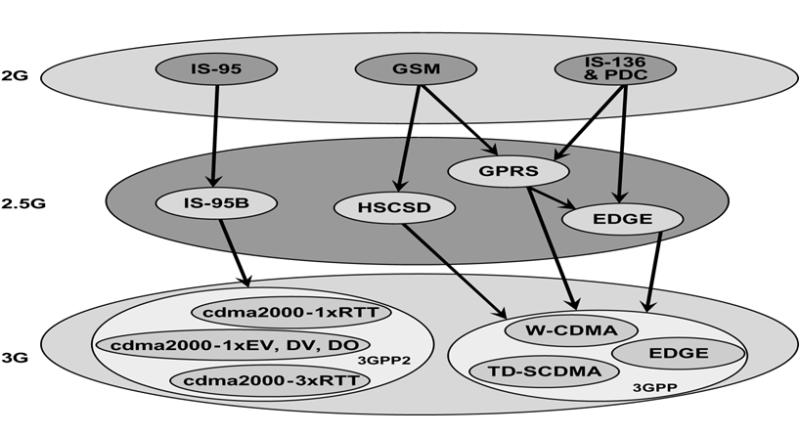 2G
IS-95
GSM
IS-136
& PDC
2.5G
IS-95B
HSCSD
GPRS
EDGE
3G
cdma2000-1xRTT
cdma2000-1xEV, DV, DO
cdma2000-3xRTT
3GPP2
W-CDMA
EDGE
TD-SCDMA
3GPP